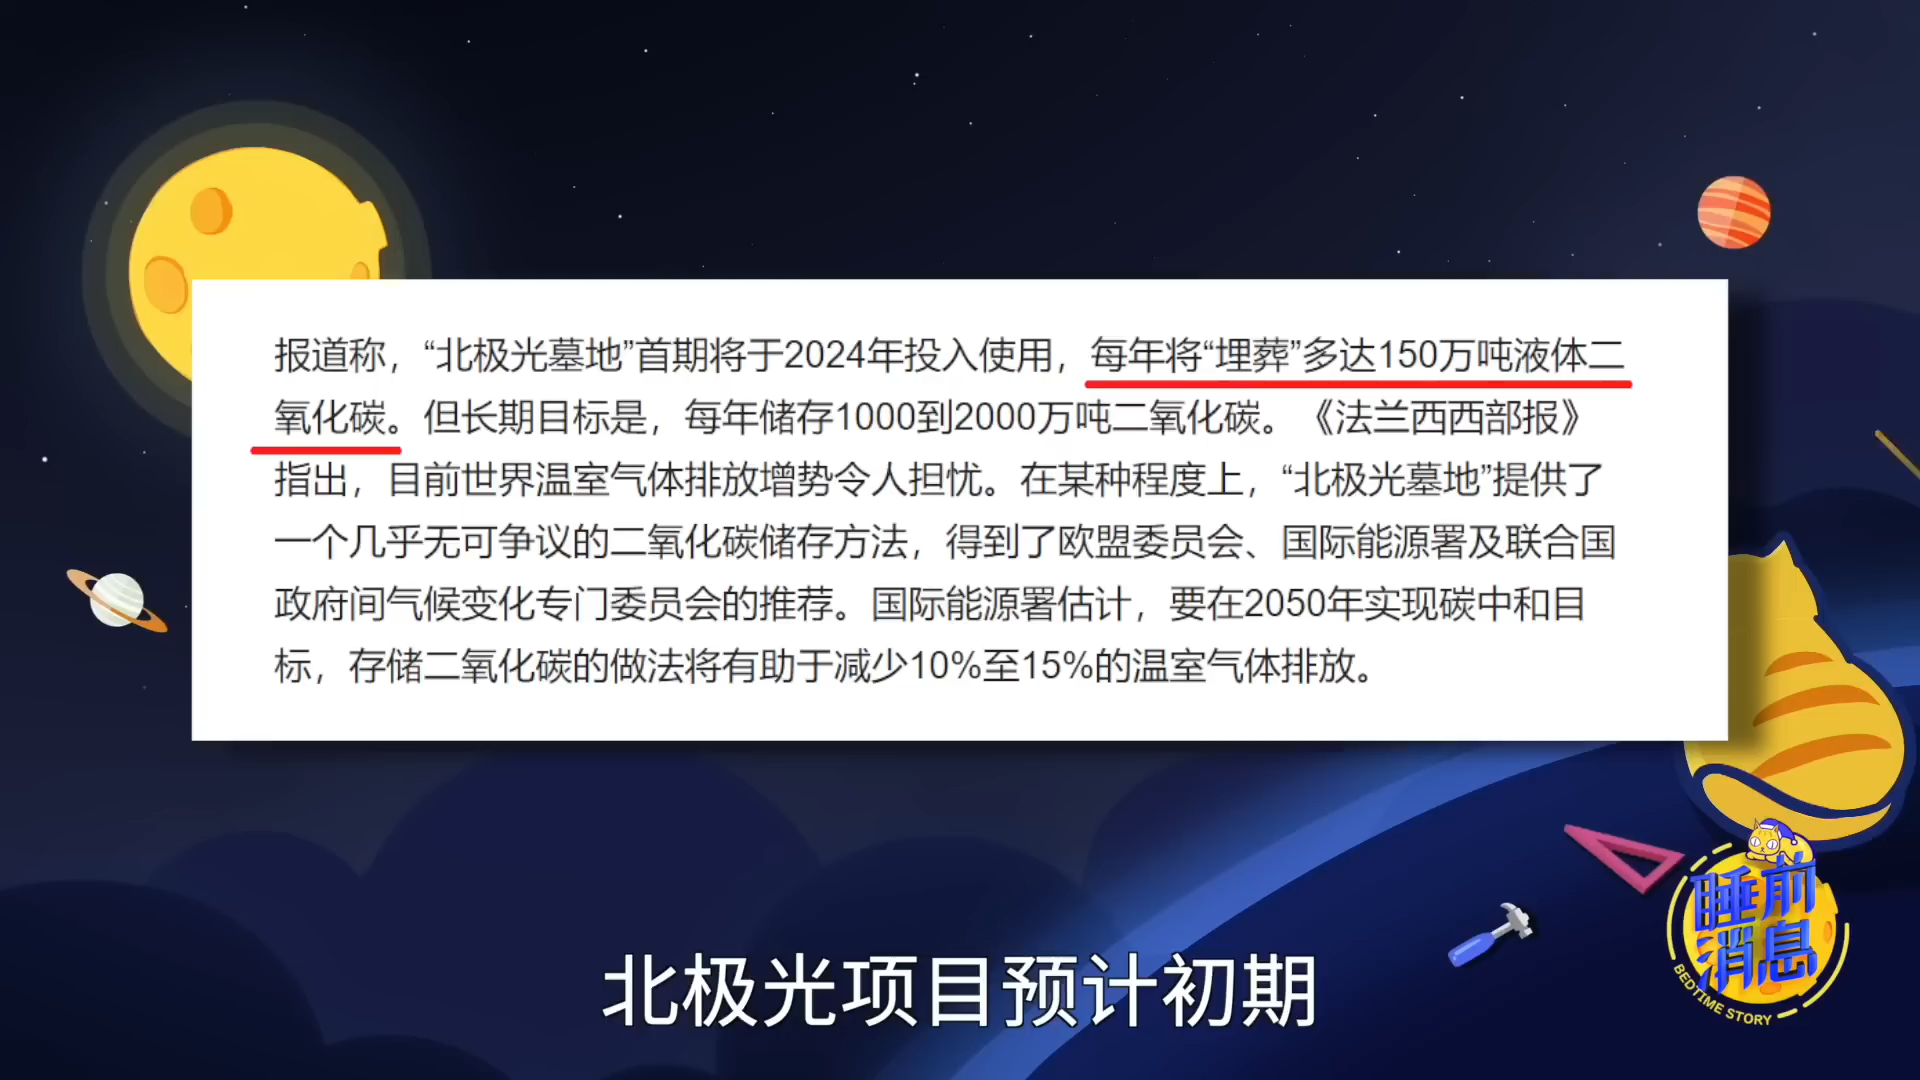 报道称，“北极光墓地”首期将于2024年投入使用，每年将“埋葬”多达150万吨液体二
氧化碳。但长期目标是，每年储存1000到2000万吨二氧化碳。《法兰西西部报》
指出，目前世界温室气体排放增势令人担忧。在某种程度上，“北极光墓地”提供了
一个几乎无可争议的二氧化碳储存方法，得到了欧盟委员会、国际能源署及联合国
政府间气候变化专门委员会的推荐。国际能源署估计，要在2050年实现碳中和目
标，存储二氧化碳的做法将有助于减少10%至15%的温室气体排放。
睡前
消息
BEDTIME STORY
北极光项目预计初期